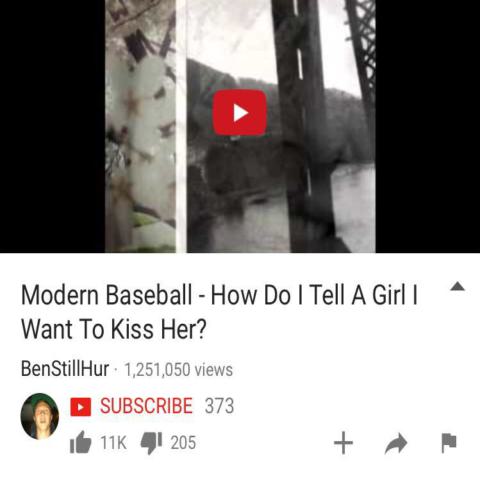 Modern Baseball - How Do I Tell A Girl I
Want To Kiss Her?
BenStillHur · 1,251,050 views
SUBSCRIBE 373
11K 205